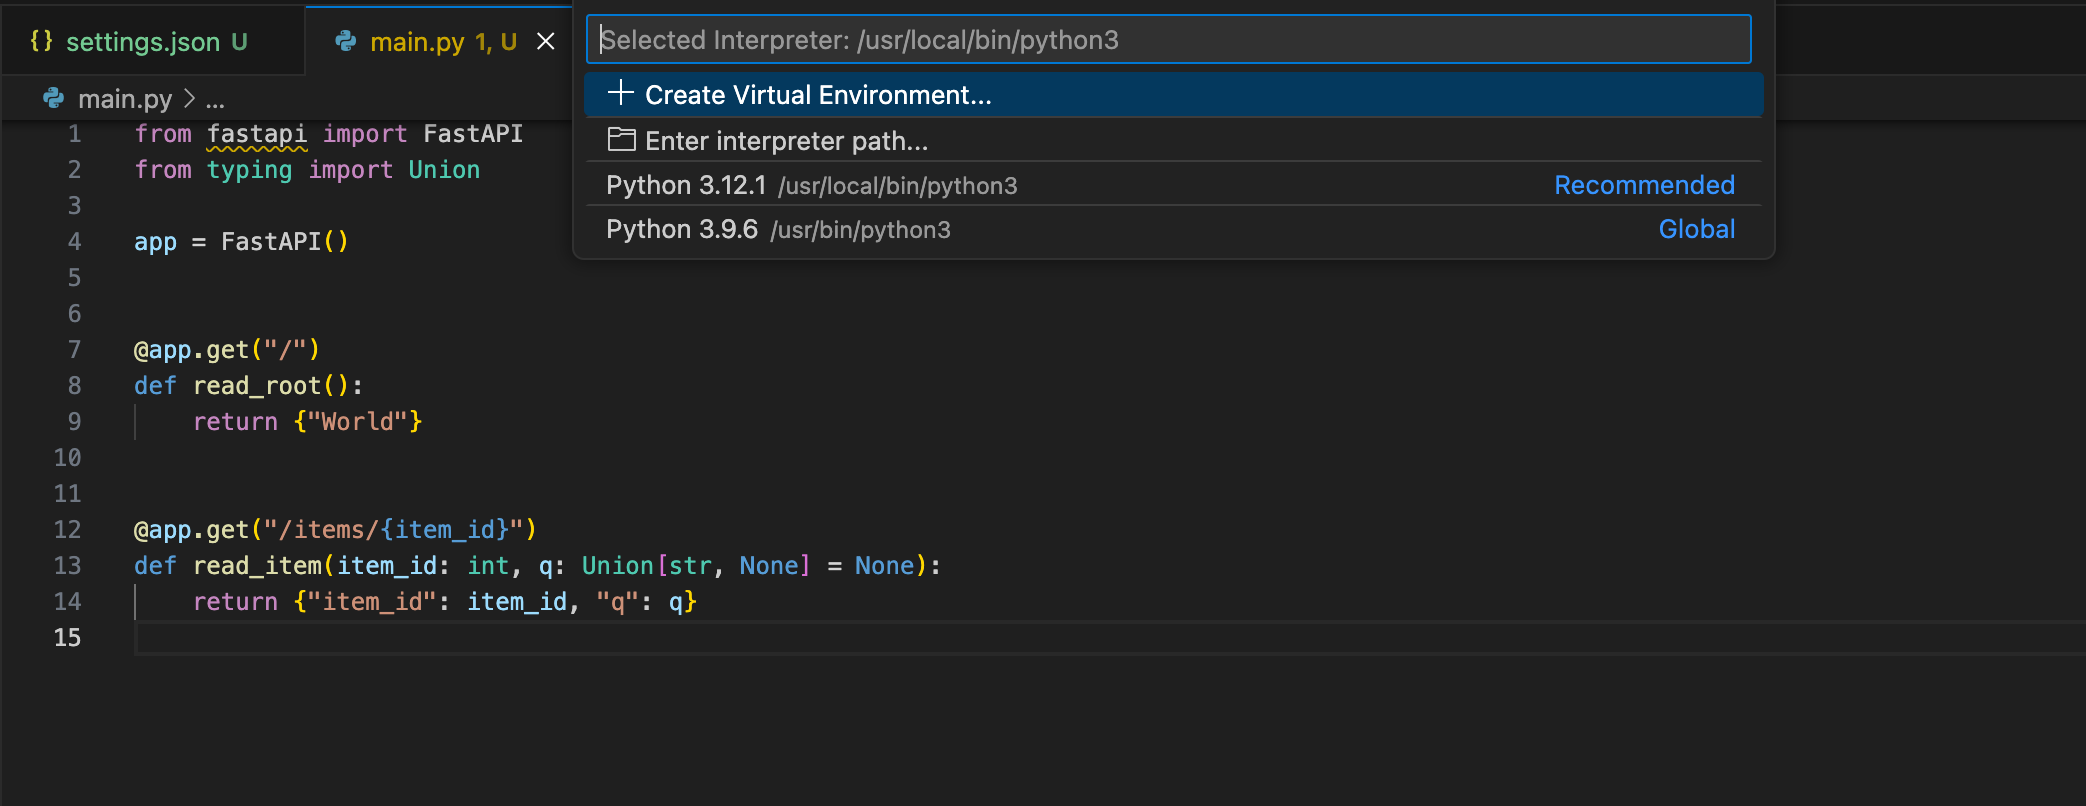 {} settings.json U
main.py 1, U
main.py > ...
Selected Interpreter: /usr/local/bin/python3
+ Create Virtual Environment...
Enter interpreter path...
Python 3.12.1 /usr/local/bin/python3 Recommended
Python 3.9.6 /usr/bin/python3 Global
1 from fastapi import FastAPI
2 from typing import Union
3
4 app = FastAPI()
5
6
7 @app.get("/")
8 def read_root():
9     return {"World"}
10
11
12 @app.get("/items/{item_id}")
13 def read_item(item_id: int, q: Union[str, None] = None):
14     return {"item_id": item_id, "q": q}
15